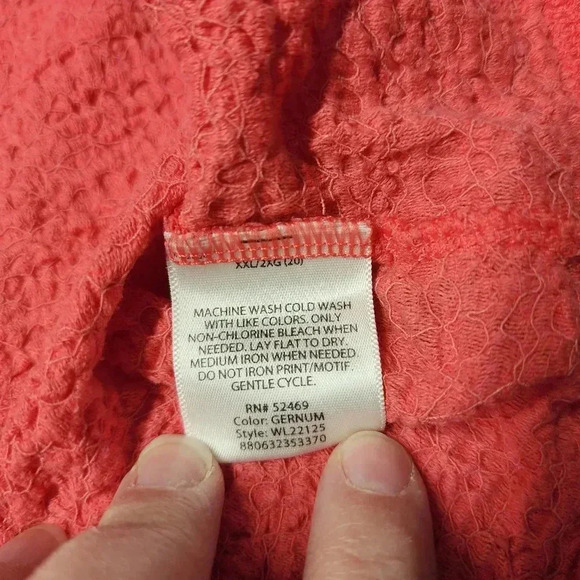 XXL/2XG (20)
MACHINE WASH COLD WASH
WITH LIKE COLORS. ONLY
NON-CHLORINE BLEACH WHEN
NEEDED. LAY FLAT TO DRY.
MEDIUM IRON WHEN NEEDED.
DO NOT IRON PRINT/MOTIF.
GENTLE CYCLE.
RN# 52469
Color: GERNUM
Style: WL22125
880632353370